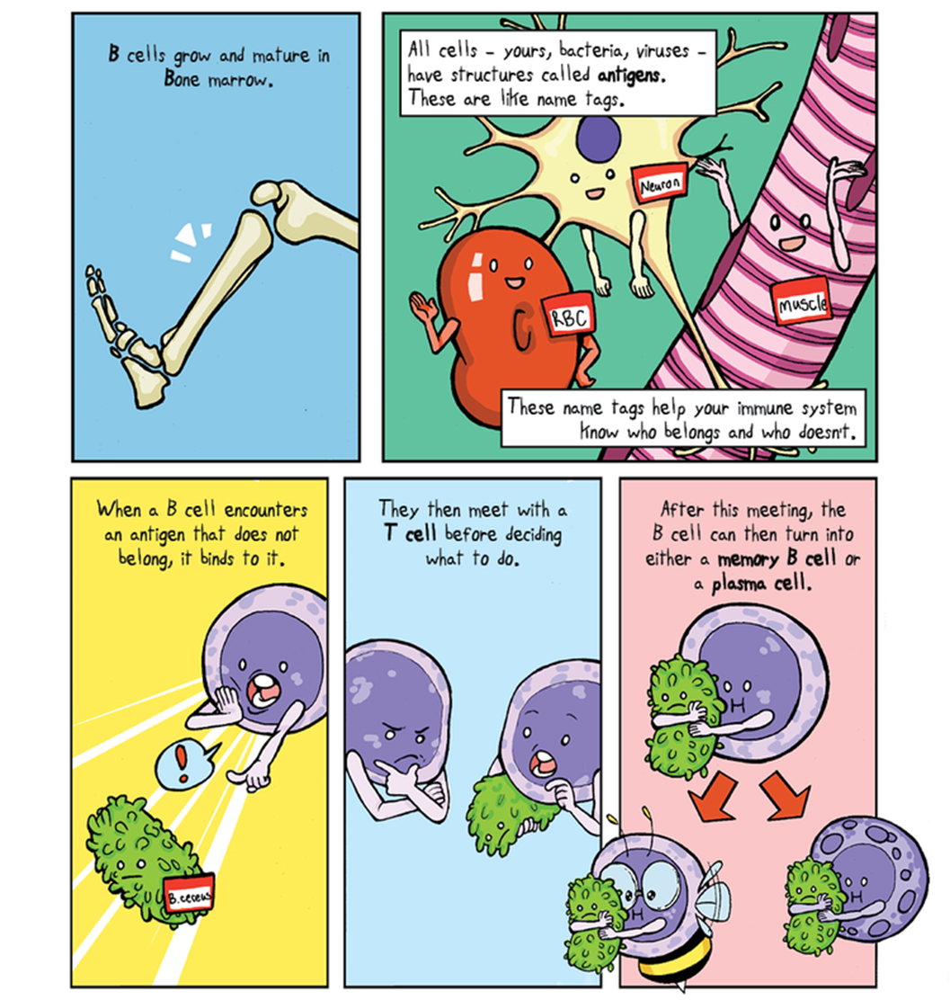 B cells grow and mature in
Bone marrow.
All cells - yours, bacteria, viruses -
have structures called antigens.
These are like name tags.
Neuron
RBC
muscle
These name tags help your immune system
know who belongs and who doesn't.
When a B cell encounters
an antigen that does not
belong, it binds to it.
!
B.cereus
They then meet with a
T cell before deciding
what to do.
After this meeting, the
B cell can then turn into
either a memory B cell or
a plasma cell.